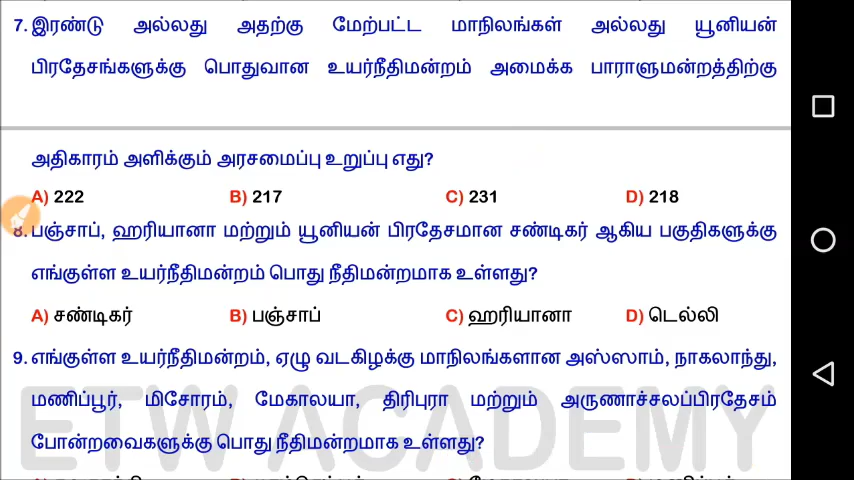 7. இரண்டு அல்லது அதற்கு மேற்பட்ட மாநிலங்கள் அல்லது யூனியன்
பிரதேசங்களுக்கு பொதுவான உயர்நீதிமன்றம் அமைக்க பாராளுமன்றத்திற்கு
அதிகாரம் அளிக்கும் அரசமைப்பு உறுப்பு எது?
A) 222 B) 217 C) 231 D) 218
8. பஞ்சாப், ஹரியானா மற்றும் யூனியன் பிரதேசமான சண்டிகர் ஆகிய பகுதிகளுக்கு
எங்குள்ள உயர்நீதிமன்றம் பொது நீதிமன்றமாக உள்ளது?
A) சண்டிகர் B) பஞ்சாப் C) ஹரியானா D) டெல்லி
9. எங்குள்ள உயர்நீதிமன்றம், ஏழு வடகிழக்கு மாநிலங்களான அஸ்ஸாம், நாகலாந்து,
மணிப்பூர், மிசோரம், மேகாலயா, திரிபுரா மற்றும் அருணாச்சலப்பிரதேசம்
போன்றவைகளுக்கு பொது நீதிமன்றமாக உள்ளது?
ETW ACADEMY